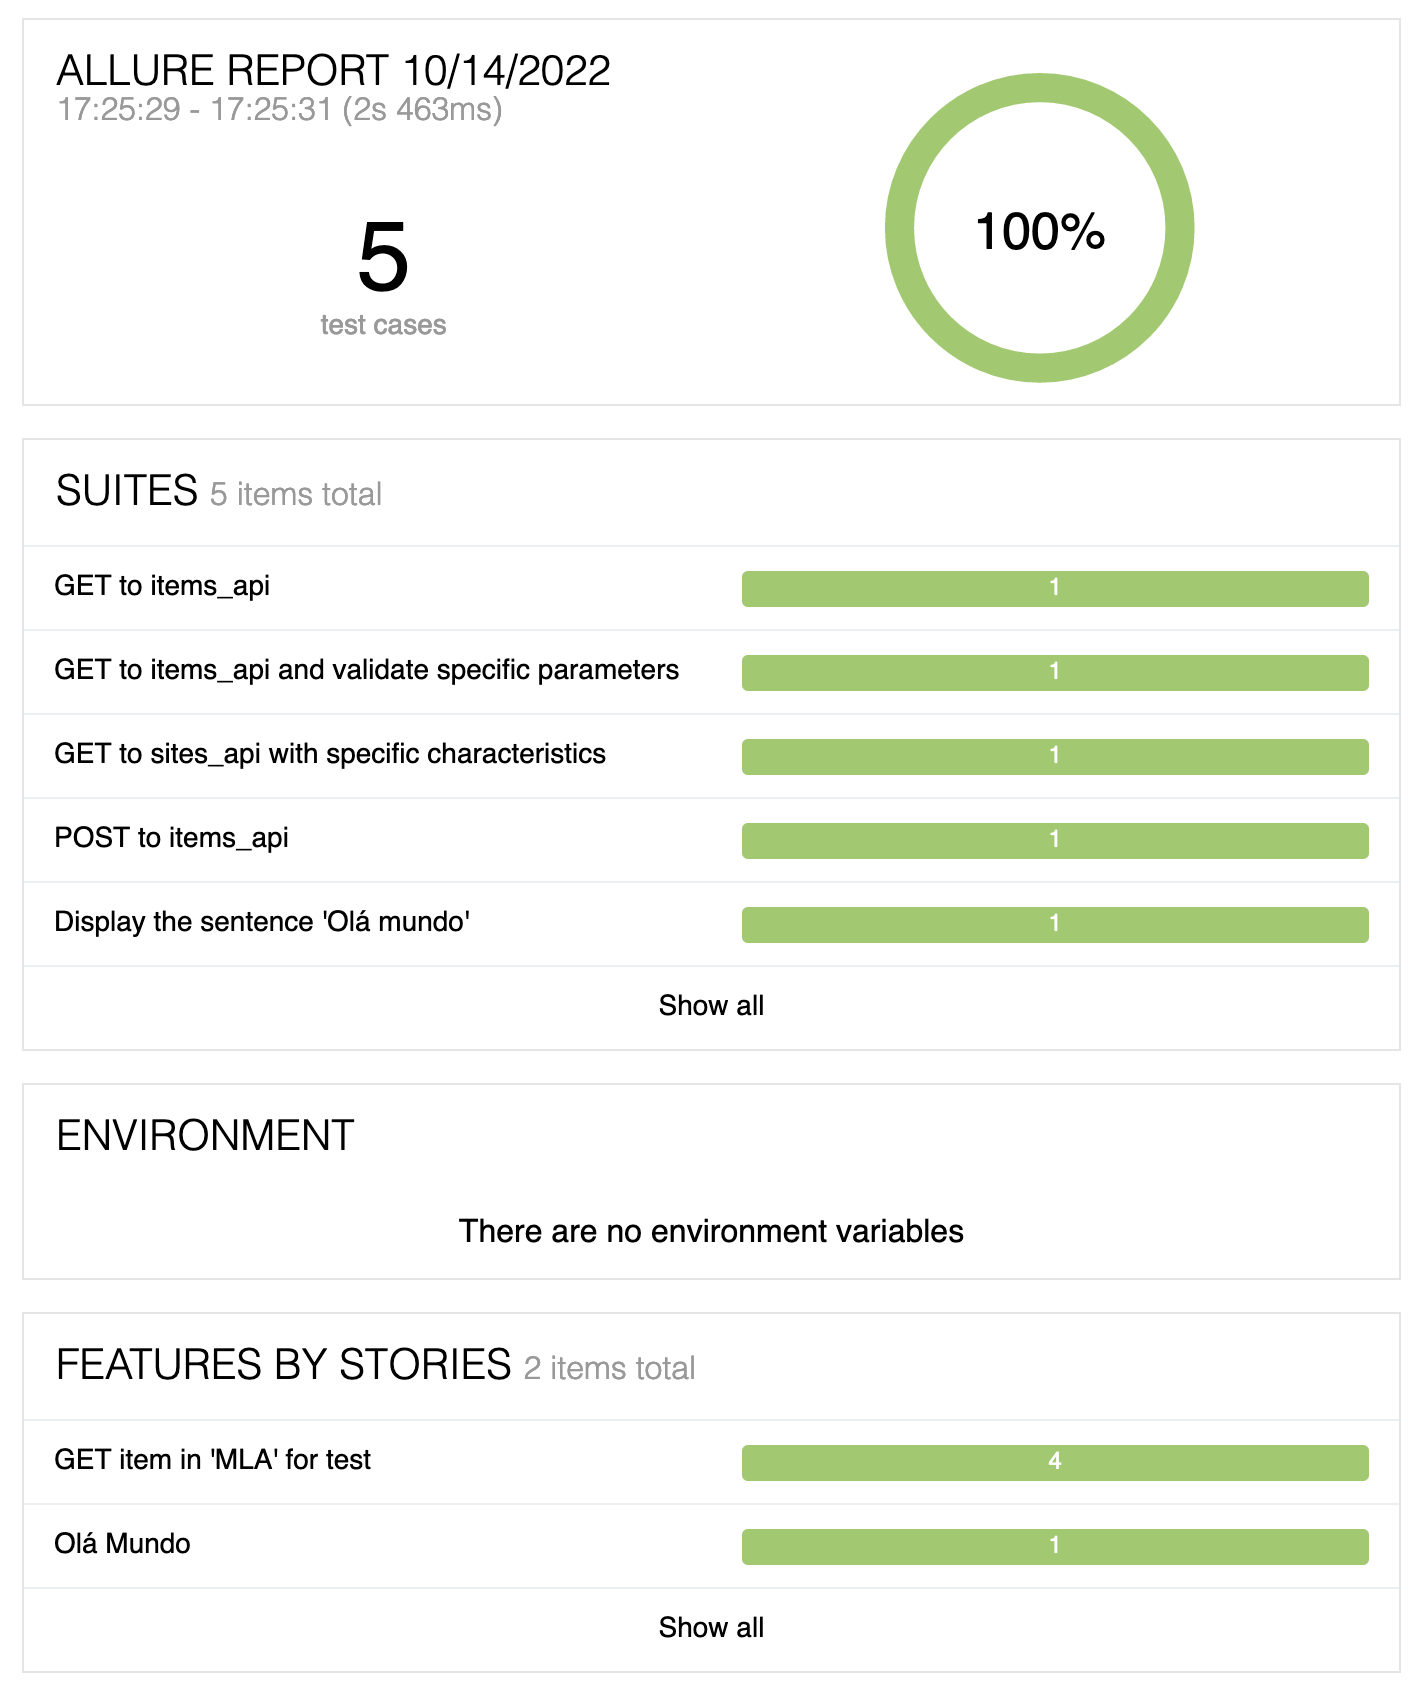 ALLURE REPORT 10/14/2022
17:25:29 - 17:25:31 (2s 463ms)
5
test cases
100%
SUITES 5 items total
GET to items_api 1
GET to items_api and validate specific parameters 1
GET to sites_api with specific characteristics 1
POST to items_api 1
Display the sentence 'Olá mundo' 1
Show all
ENVIRONMENT
There are no environment variables
FEATURES BY STORIES 2 items total
GET item in 'MLA' for test 4
Olá Mundo 1
Show all